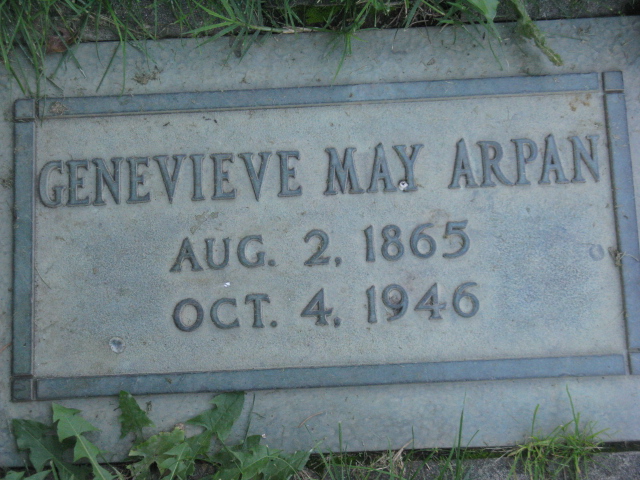 GENEVIEVE MAY ARPAN
AUG. 2, 1865
OCT. 4, 1946